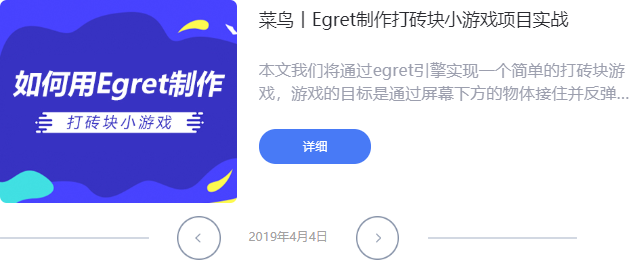 如何用Egret制作
打砖块小游戏
菜鸟丨Egret制作打砖块小游戏项目实战
本文我们将通过egret引擎实现一个简单的打砖块游
戏，游戏的目标是通过屏幕下方的物体接住并反弹...
详细
2019年4月4日